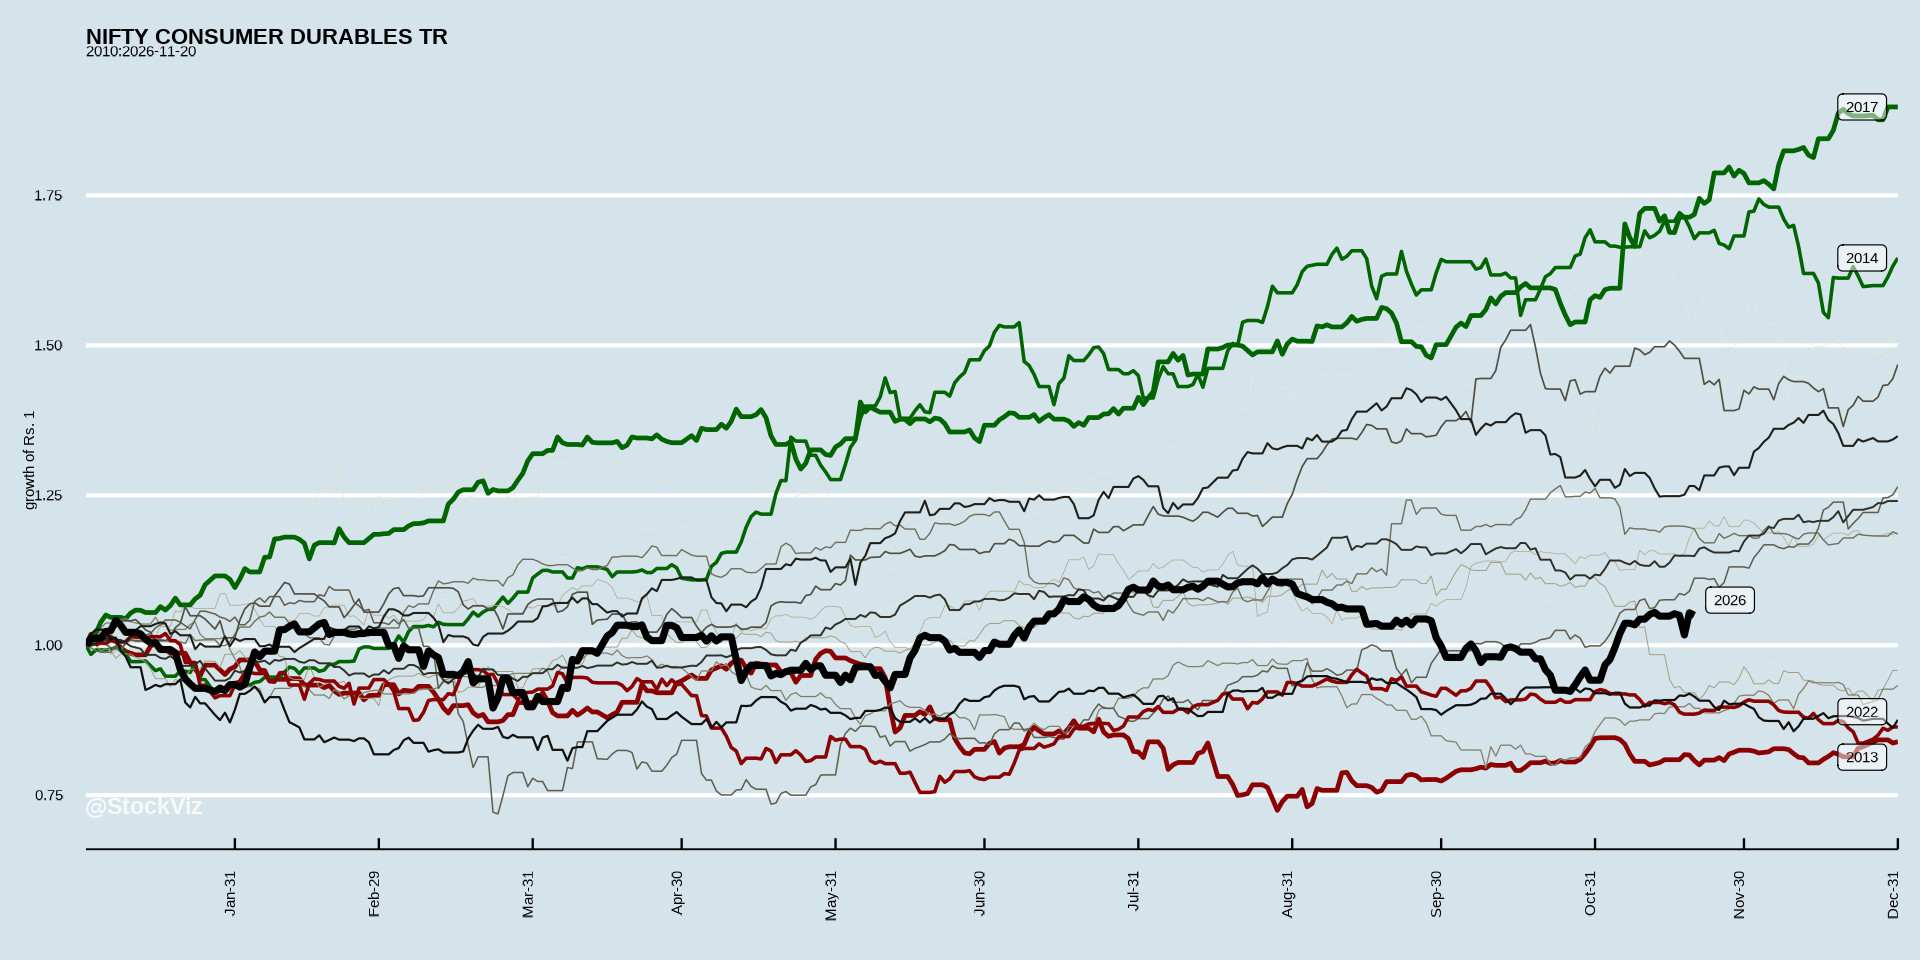 NIFTY CONSUMER DURABLES TR
2010:2026-11-20
2017
1.75
2014
1.50
growth of Rs. 1
1.25
1.00
2026
2022
2013
0.75
@StockViz
Jan-31
Feb-29
Mar-31
Apr-30
May-31
Jun-30
Jul-31
Aug-31
Sep-30
Oct-31
Nov-30
Dec-31